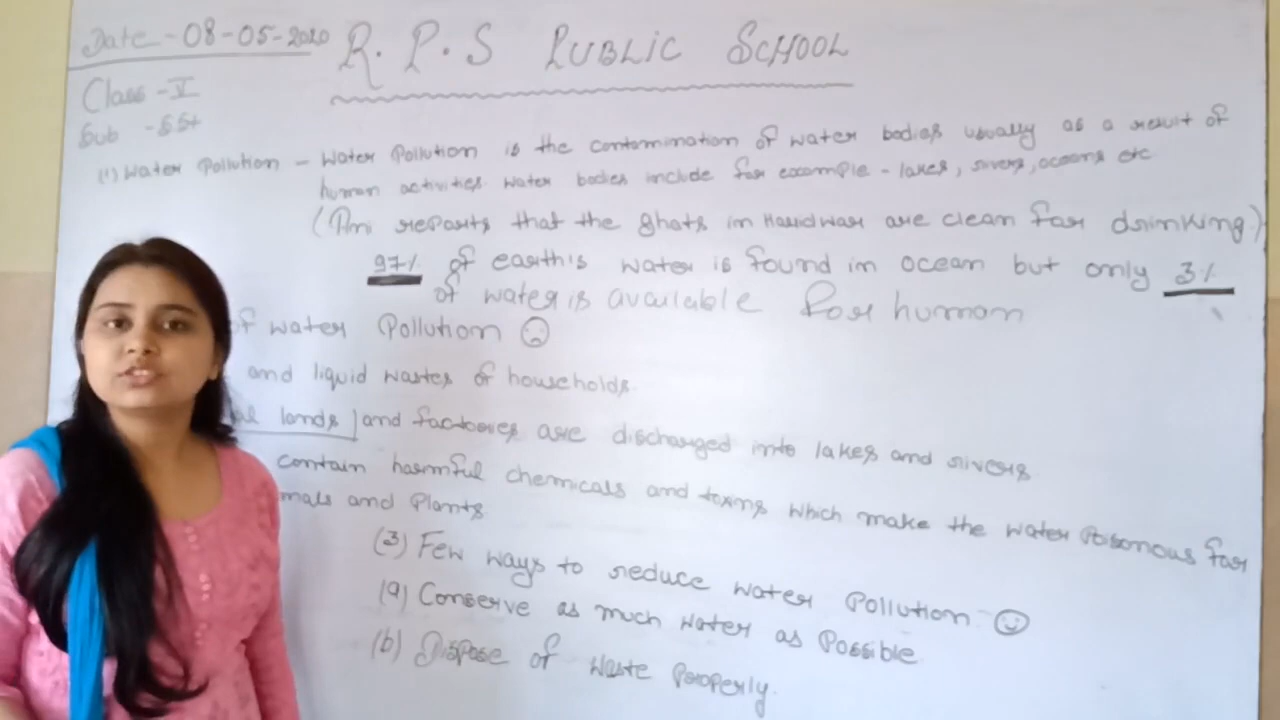 Date - 08-05-2020
R. P. S PUBLIC SCHOOL
Class - V
Sub - SSt
(1) Water Pollution - Water Pollution is the contamination of water bodies usually as a result of
human activities. Water bodies include for example - lakes, rivers, oceans etc
( reports that the ghats in Haridwar are clean for drinking.)
97% of earth's water is found in ocean but only 3%
of water is available For human
of water Pollution ☹
and liquid wastes of households
lands and factories are discharged into lakes and rivers
contain harmful chemicals and toxins which make the water Poisonous for
mals and Plants
(3) Few ways to reduce water Pollution ☺
(a) Conserve as much water as Possible
(b) Dispose of waste Properly.